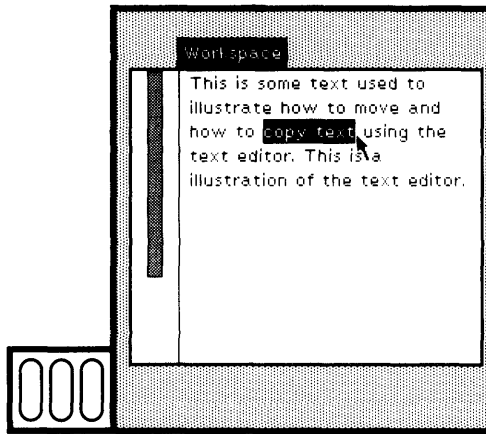 Workspace
This is some text used to
illustrate how to move and
how to copy text using the
text editor. This is a
illustration of the text editor.